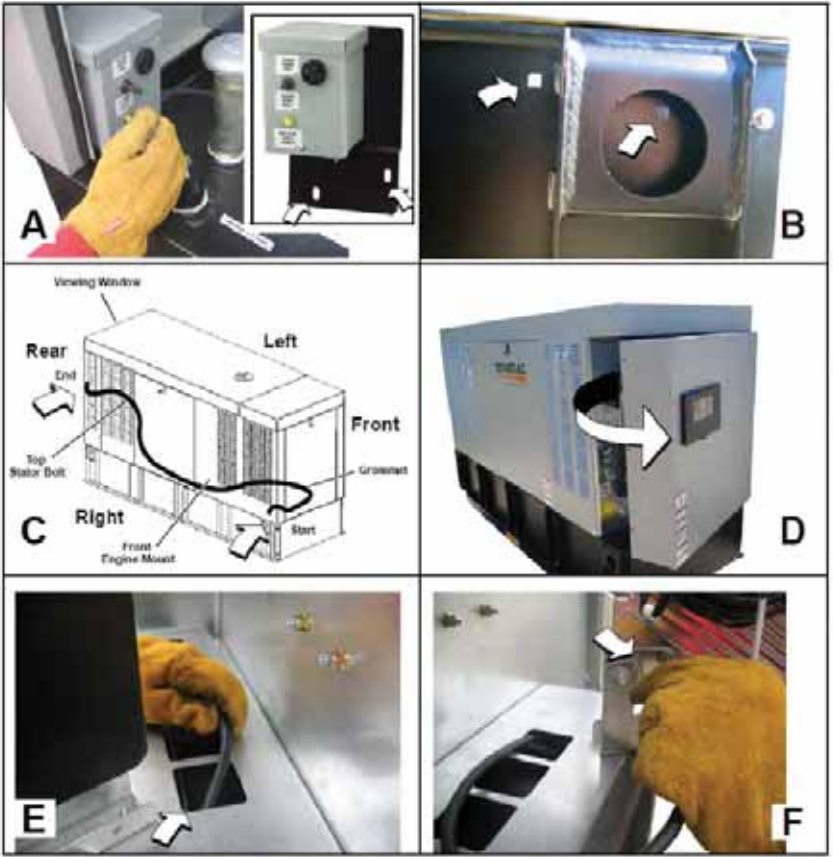 A
B
Viewing Window
Rear
Left
End
Front
Top
Stator Bolt
Grommet
Right
Start
Front
Engine Mount
C
D
E
F